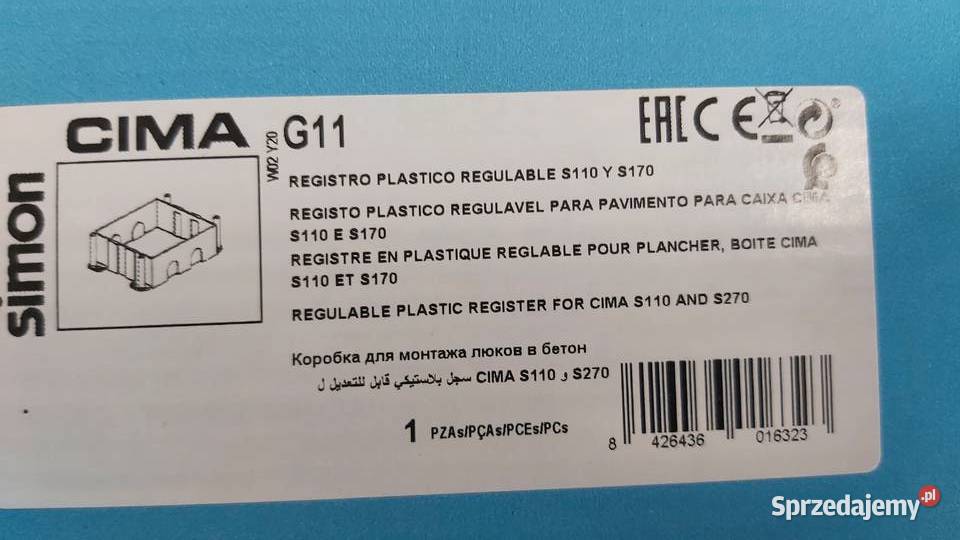 simon
CIMA
W02 Y20
G11
EAC CE
REGISTRO PLASTICO REGULABLE S110 Y S170
REGISTO PLASTICO REGULAVEL PARA PAVIMENTO PARA CAIXA CIMA
S110 E S170
REGISTRE EN PLASTIQUE REGLABLE POUR PLANCHER, BOITE CIMA
S110 ET S170
REGULABLE PLASTIC REGISTER FOR CIMA S110 AND S270
Коробка для монтажа люков в бетон
سجل بلاستيكي قابل للتعديل ل CIMA S110 و S270
1 PZAs/PÇAs/PCEs/PCs
8 426436 016323
Sprzedajemy.pl